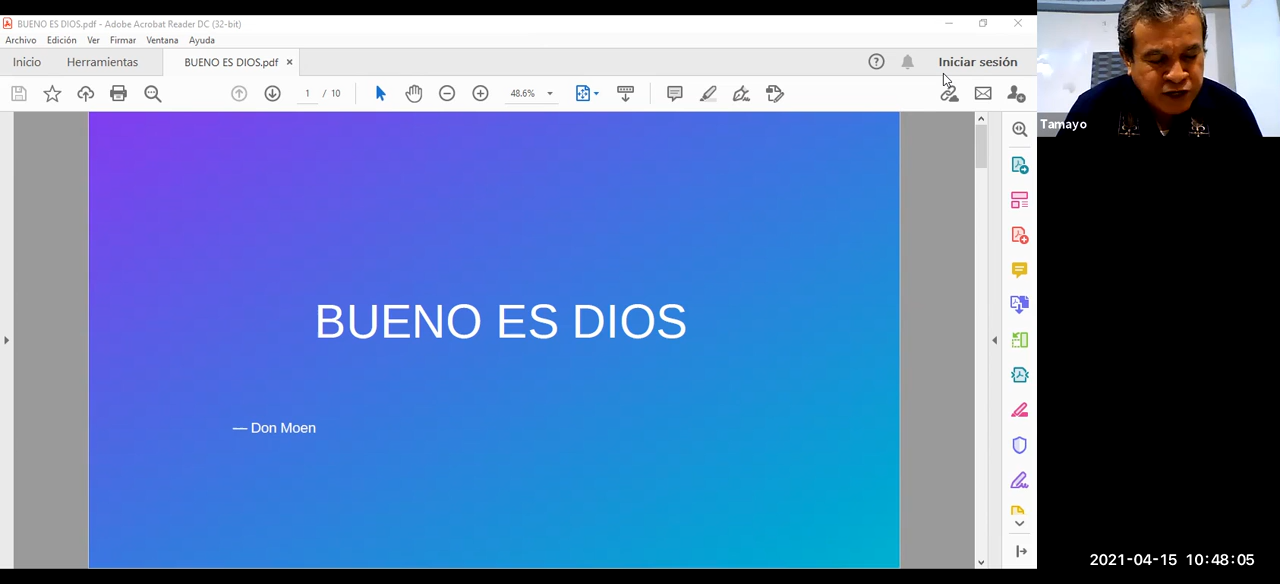 BUENO ES DIOS.pdf - Adobe Acrobat Reader DC (32-bit)
Archivo Edición Ver Firmar Ventana Ayuda
Inicio Herramientas BUENO ES DIOS.pdf × Iniciar sesión
1 / 10 48.6%
BUENO ES DIOS
— Don Moen
Tamayo
2021-04-15 10:48:05